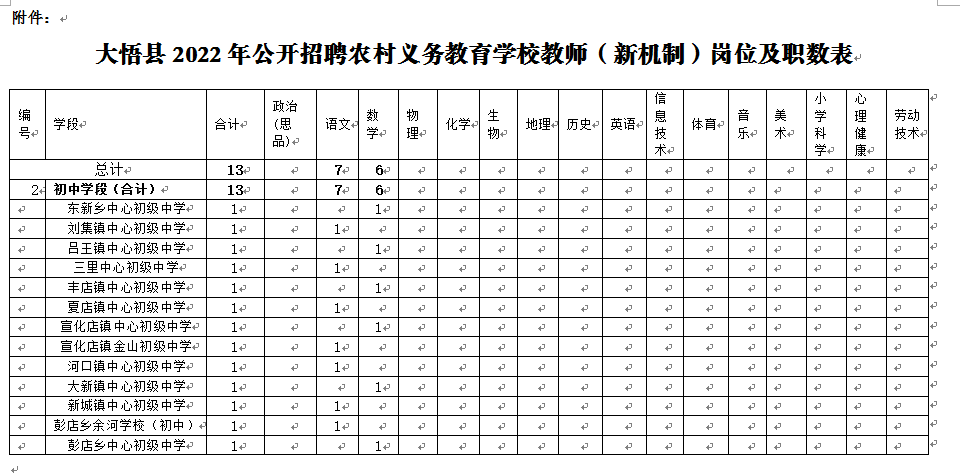 附件：
大悟县 2022 年公开招聘农村义务教育学校教师（新机制）岗位及职数表
编号 学段 合计 政治(思品) 语文 数学 物理 化学 生物 地理 历史 英语 信息技术 体育 音乐 美术 小学科学 心理健康 劳动技术
总计 13 7 6
2 初中学段（合计） 13 7 6
东新乡中心初级中学 1 1
刘集镇中心初级中学 1 1
吕王镇中心初级中学 1 1
三里中心初级中学 1 1
丰店镇中心初级中学 1 1
夏店镇中心初级中学 1 1
宣化店镇中心初级中学 1 1
宣化店镇金山初级中学 1 1
河口镇中心初级中学 1 1
大新镇中心初级中学 1 1
新城镇中心初级中学 1 1
彭店乡余河学校（初中） 1 1
彭店乡中心初级中学 1 1